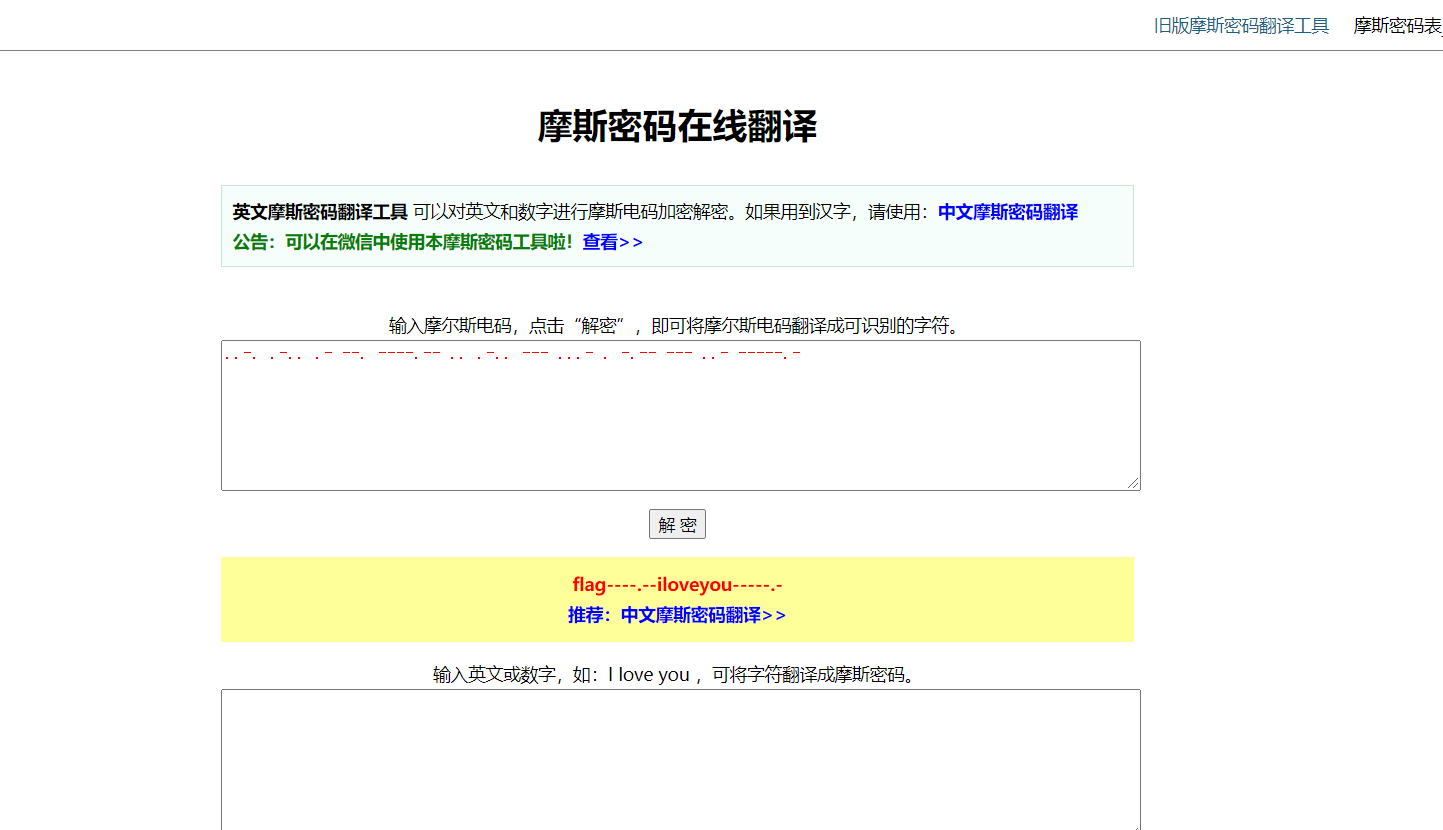 旧版摩斯密码翻译工具 摩斯密码表
摩斯密码在线翻译
英文摩斯密码翻译工具 可以对英文和数字进行摩斯电码加密解密。如果用到汉字，请使用：中文摩斯密码翻译
公告：可以在微信中使用本摩斯密码工具啦！查看>>
输入摩尔斯电码，点击“解密”，即可将摩尔斯电码翻译成可识别的字符。
..-. .-.. .- --. ----.-- .. .-.. --- ...- . -.-- --- ..- -----.-
解 密
flag----.--iloveyou-----.-
推荐：中文摩斯密码翻译>>
输入英文或数字，如：I love you ，可将字符翻译成摩斯密码。